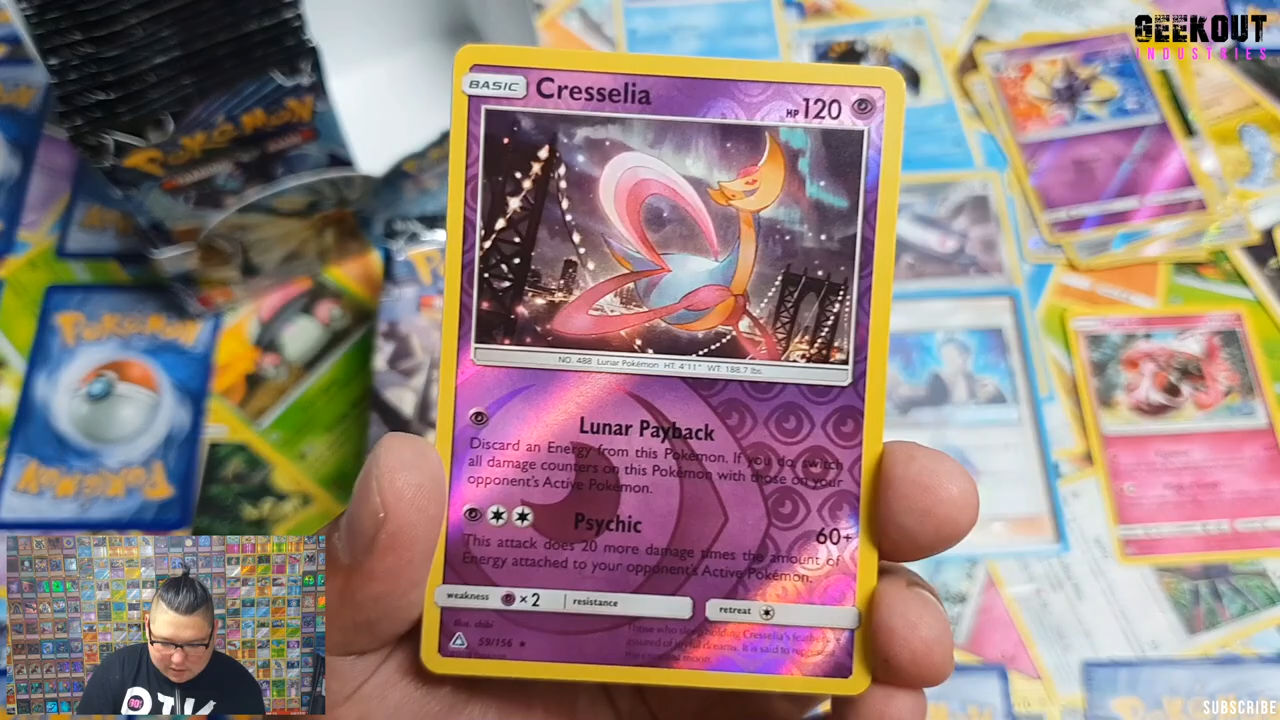 GEEKOUT
INDUSTRIES
BASIC Cresselia HP 120
NO. 488 Lunar Pokémon HT: 4'11" WT: 188.7 lbs.
Lunar Payback
Discard an Energy from this Pokémon. If you do, switch
all damage counters on this Pokémon with those on your
opponent's Active Pokémon.
Psychic 60+
This attack does 20 more damage times the amount of
Energy attached to your opponent's Active Pokémon.
weakness ×2 resistance retreat
Illus. chibi
59/156
Those who sleep holding Cresselia's feather are
assured of joyful dreams. It is said to represent
the crescent moon.
POKÉMON
POKÉMON
POKÉMON
SUBSCRIBE